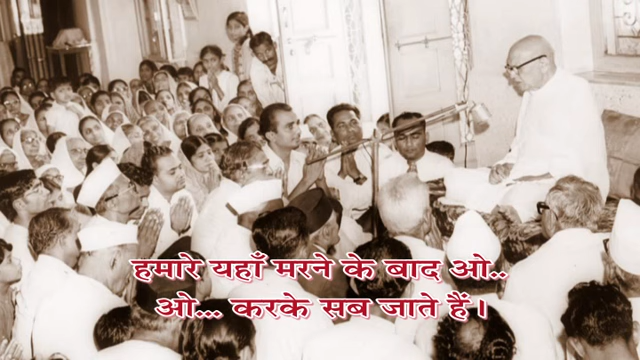 हमारे यहाँ मरने के बाद ओ..
ओ... करके सब जाते हैं।